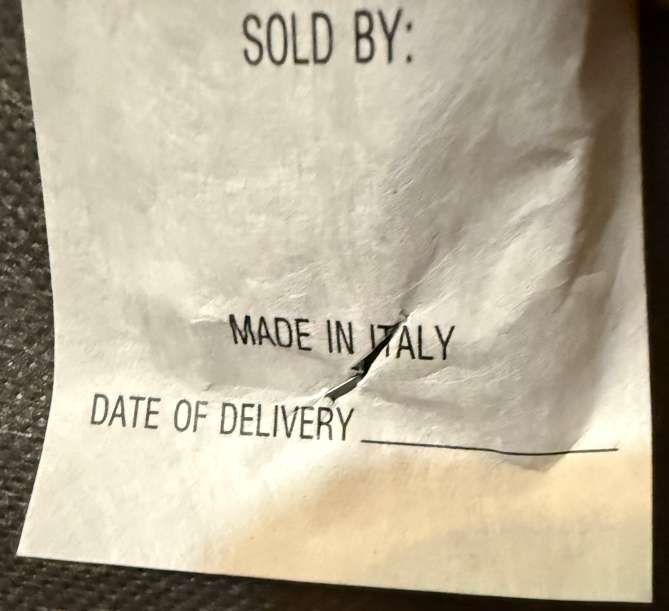 SOLD BY:
MADE IN ITALY
DATE OF DELIVERY